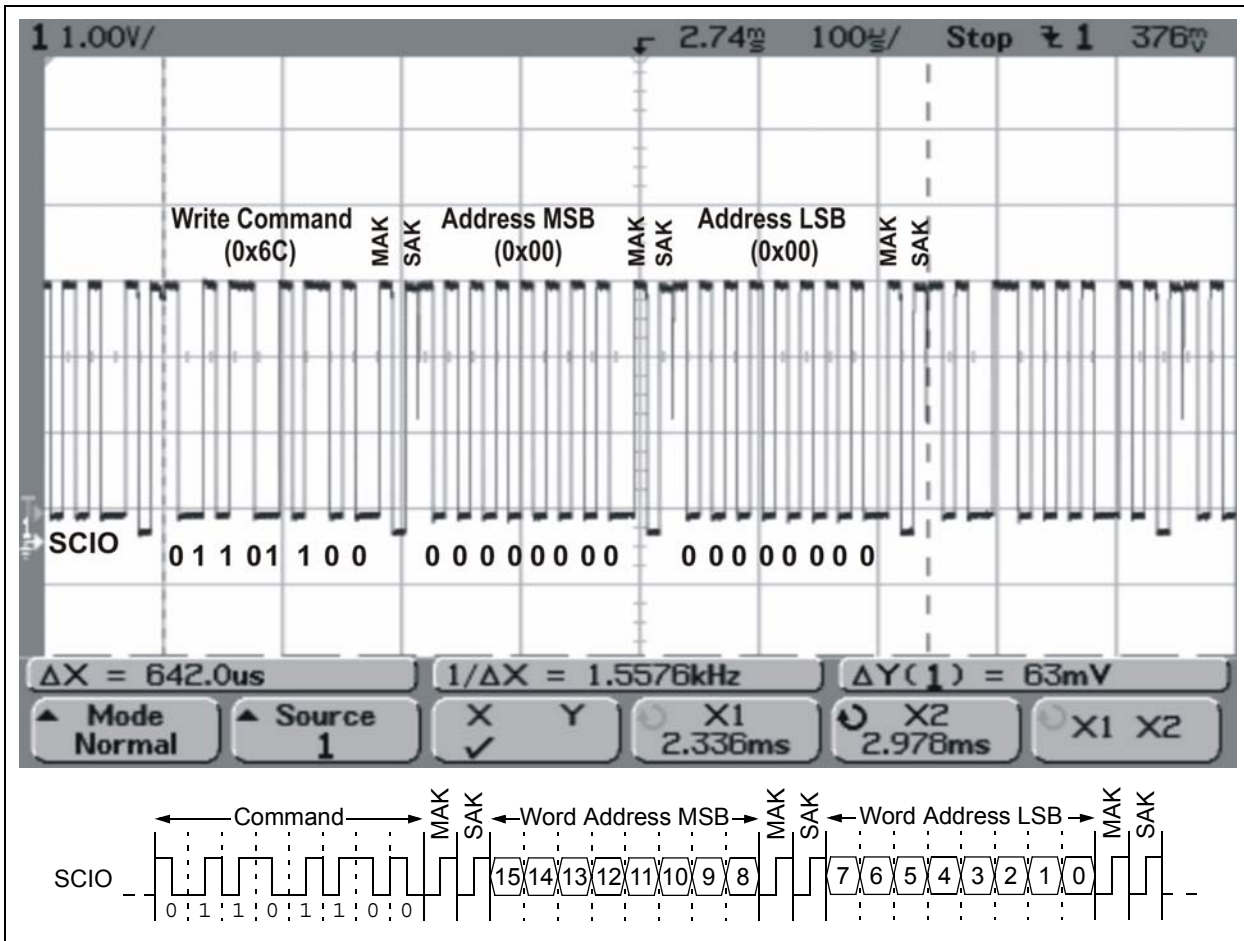 1 1.00V/ 2.74ms 100us/ Stop 1 376mV
Write Command MAK SAK Address MSB MAK SAK Address LSB MAK SAK
(0x6C) (0x00) (0x00)
SCIO
0 1 1 0 1 1 0 0 0 0 0 0 0 0 0 0 0 0 0 0 0 0 0 0
ΔX = 642.0us 1/ΔX = 1.5576kHz ΔY(1) = 63mV
Mode Source X Y X1 X2 X1 X2
Normal 1 ✓ 2.336ms 2.978ms
Command MAK SAK Word Address MSB MAK SAK Word Address LSB MAK SAK
SCIO 15 14 13 12 11 10 9 8 7 6 5 4 3 2 1 0
0 1 1 0 1 1 0 0